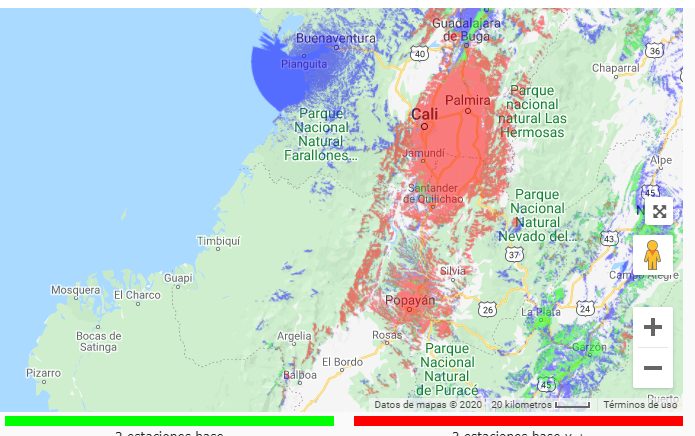 Guadalajara
de Buga
Buenaventura
40
36
Pianguita
Chaparral
Parque
nacional
natural Las
Hermosas
Palmira
Cali
Parque
Nacional
Natural
Farallones...
Jamundí
Alpe
Santander
de Quilichao
45
Parque
Nacional
Natural
Nevado del...
N
Timbiquí
43
37
Silvia
Campo Alegre
Guapi
Mosquera
El Charco
Popayán
26
24
La Plata
Bocas de
Satinga
Argelia
Rosas
Garzón
Parque
Nacional
Natural
de Puracé
El Bordo
Pizarro
Balboa
45
Puerto
Datos de mapas © 2020
20 kilómetros
Términos de uso
2 estaciones base
3 estaciones base y +